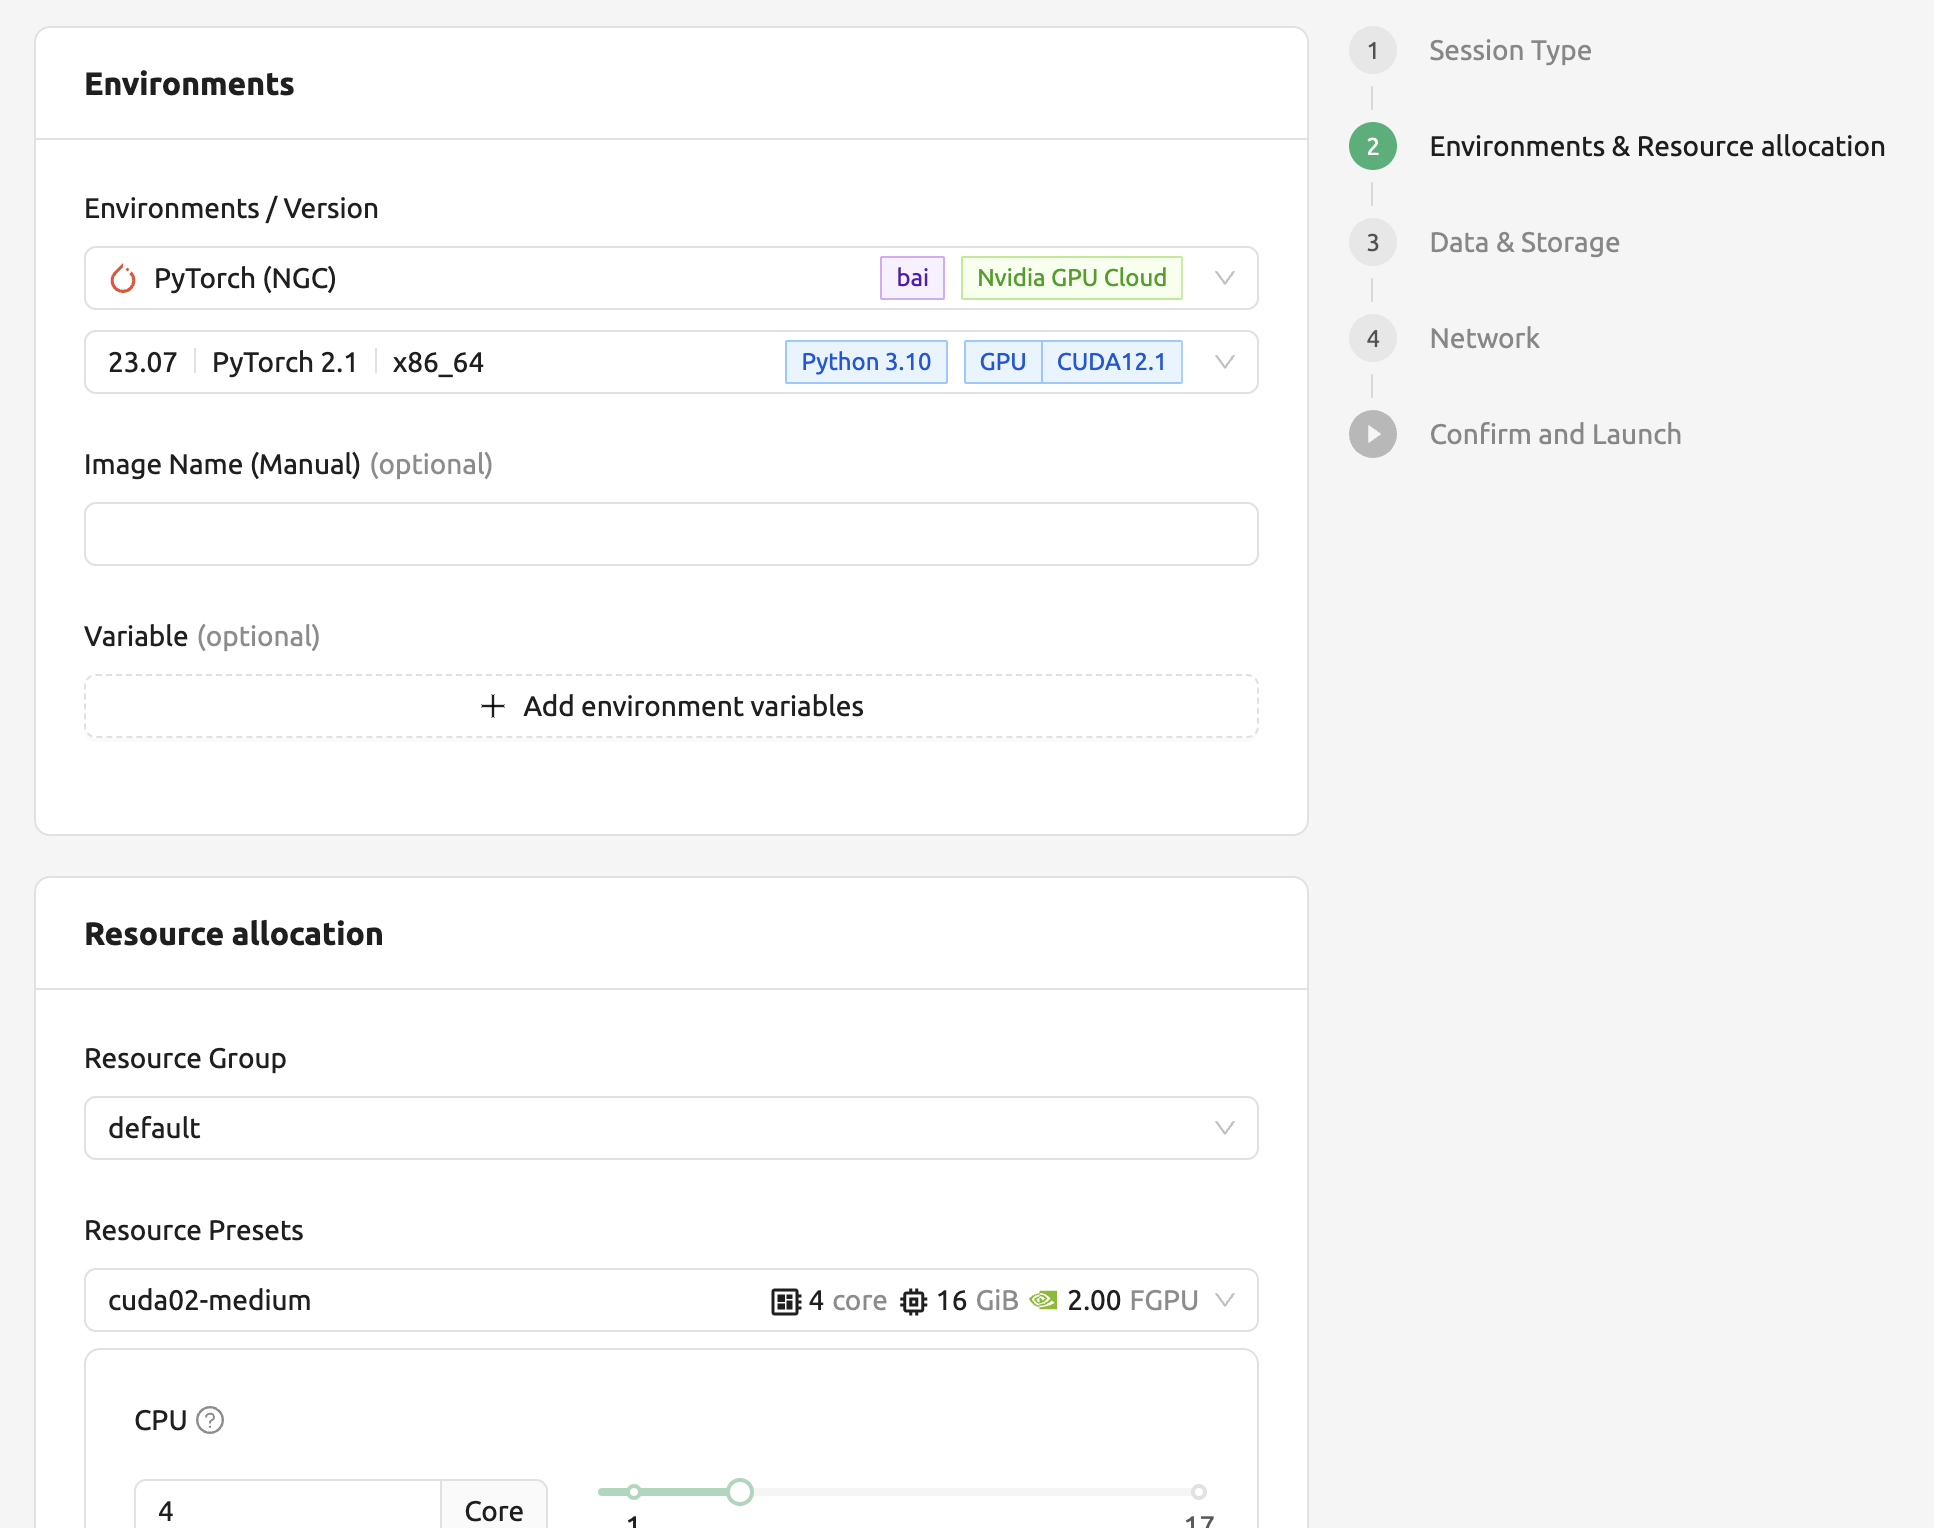 Environments
Environments / Version
PyTorch (NGC) bai Nvidia GPU Cloud
23.07 PyTorch 2.1 x86_64 Python 3.10 GPU CUDA12.1
Image Name (Manual) (optional)
Variable (optional)
Add environment variables
Resource allocation
Resource Group
default
Resource Presets
cuda02-medium 4 core 16 GiB 2.00 FGPU
CPU ?
4 Core
1 17
1 Session Type
2 Environments & Resource allocation
3 Data & Storage
4 Network
Confirm and Launch